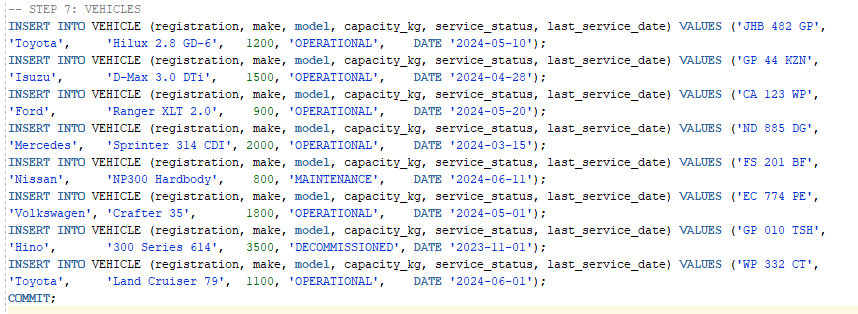 -- STEP 7: VEHICLES
INSERT INTO VEHICLE (registration, make, model, capacity_kg, service_status, last_service_date) VALUES ('JHB 482 GP',
'Toyota',     'Hilux 2.8 GD-6',   1200, 'OPERATIONAL',    DATE '2024-05-10');
INSERT INTO VEHICLE (registration, make, model, capacity_kg, service_status, last_service_date) VALUES ('GP 44 KZN',
'Isuzu',      'D-Max 3.0 DTi',    1500, 'OPERATIONAL',    DATE '2024-04-28');
INSERT INTO VEHICLE (registration, make, model, capacity_kg, service_status, last_service_date) VALUES ('CA 123 WP',
'Ford',       'Ranger XLT 2.0',    900, 'OPERATIONAL',    DATE '2024-05-20');
INSERT INTO VEHICLE (registration, make, model, capacity_kg, service_status, last_service_date) VALUES ('ND 885 DG',
'Mercedes',   'Sprinter 314 CDI', 2000, 'OPERATIONAL',    DATE '2024-03-15');
INSERT INTO VEHICLE (registration, make, model, capacity_kg, service_status, last_service_date) VALUES ('FS 201 BF',
'Nissan',     'NP300 Hardbody',    800, 'MAINTENANCE',    DATE '2024-06-11');
INSERT INTO VEHICLE (registration, make, model, capacity_kg, service_status, last_service_date) VALUES ('EC 774 PE',
'Volkswagen', 'Crafter 35',       1800, 'OPERATIONAL',    DATE '2024-05-01');
INSERT INTO VEHICLE (registration, make, model, capacity_kg, service_status, last_service_date) VALUES ('GP 010 TSH',
'Hino',       '300 Series 614',   3500, 'DECOMMISSIONED', DATE '2023-11-01');
INSERT INTO VEHICLE (registration, make, model, capacity_kg, service_status, last_service_date) VALUES ('WP 332 CT',
'Toyota',     'Land Cruiser 79',  1100, 'OPERATIONAL',    DATE '2024-06-01');
COMMIT;